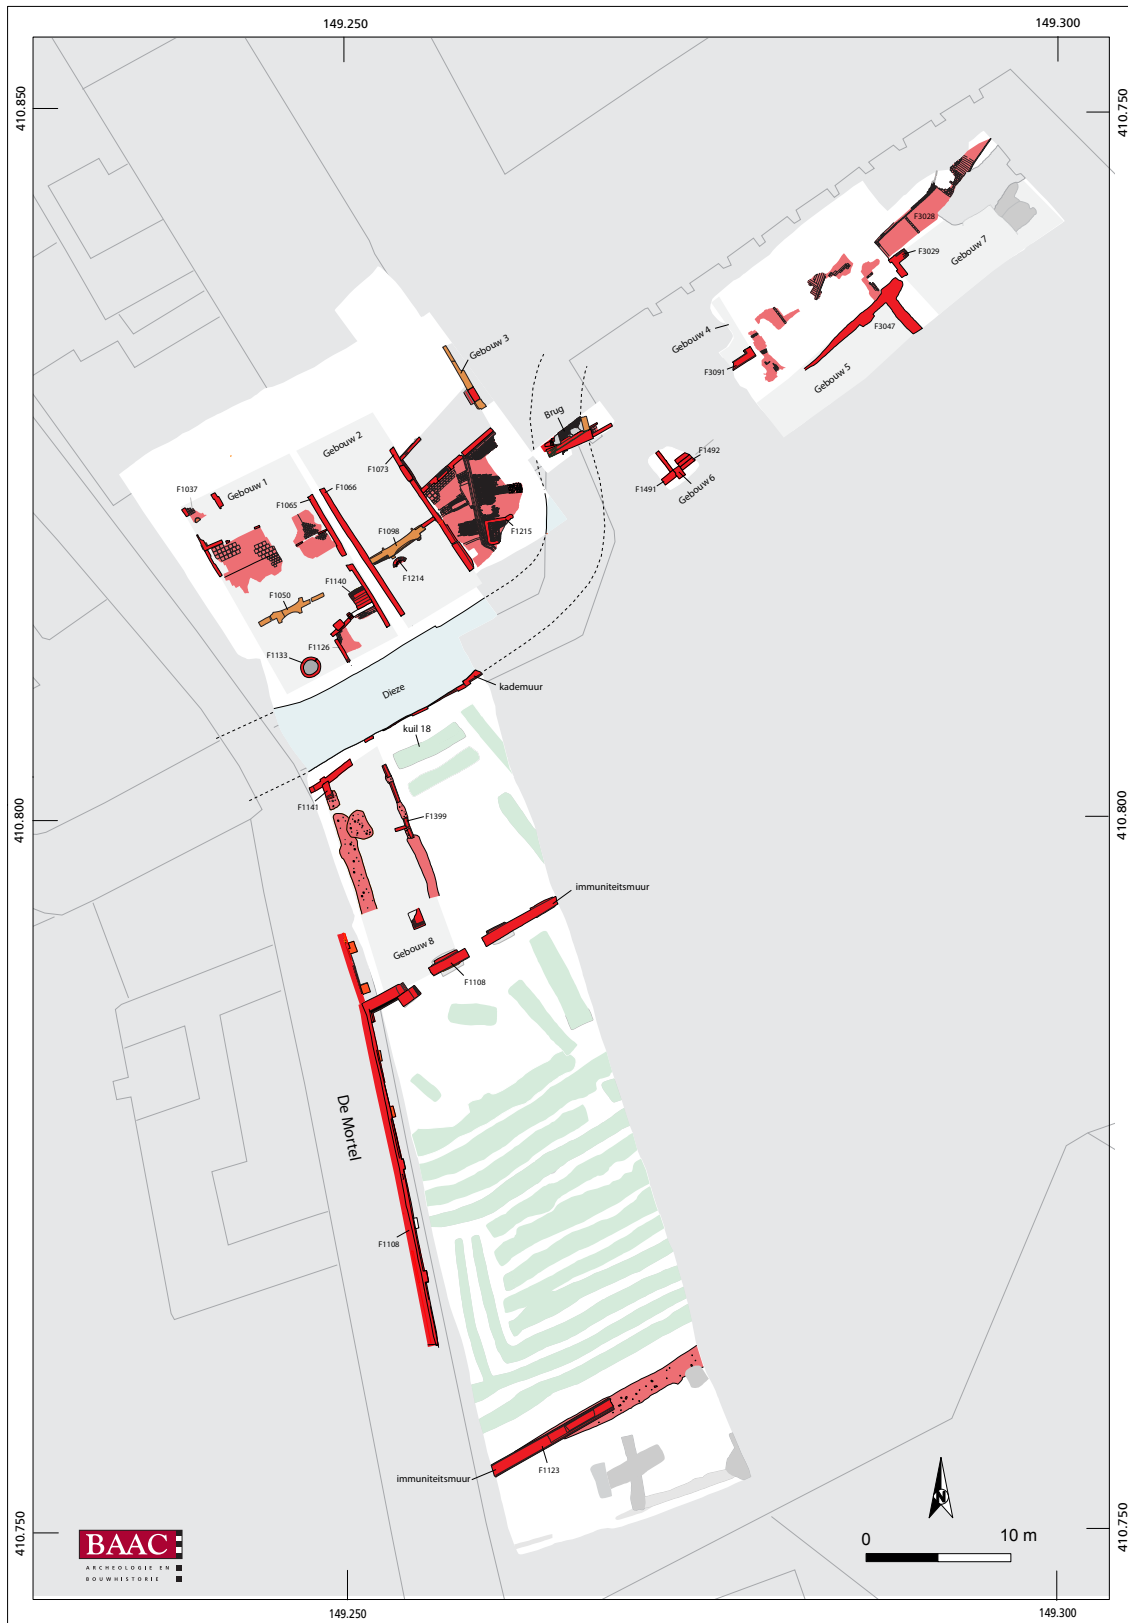 149.250
149.300
410.850
410.750
F3028
F3029
Gebouw 7
F3047
Gebouw 4
F3091
Gebouw 5
Gebouw 3
Brug
F1492
F1491
Gebouw 6
Gebouw 2
F1073
Gebouw 1
F1037
F1066
F1065
F1098
F1215
F1214
F1140
F1050
F1126
F1133
Dieze
kademuur
kuil 18
F1141
F1399
410.800
410.800
immuniteitsmuur
Gebouw 8
F1108
De Mortel
F1108
immuniteitsmuur
F1123
N
0
10 m
410.750
410.750
BAAC
ARCHEOLOGIE EN
BOUWHISTORIE
149.250
149.300